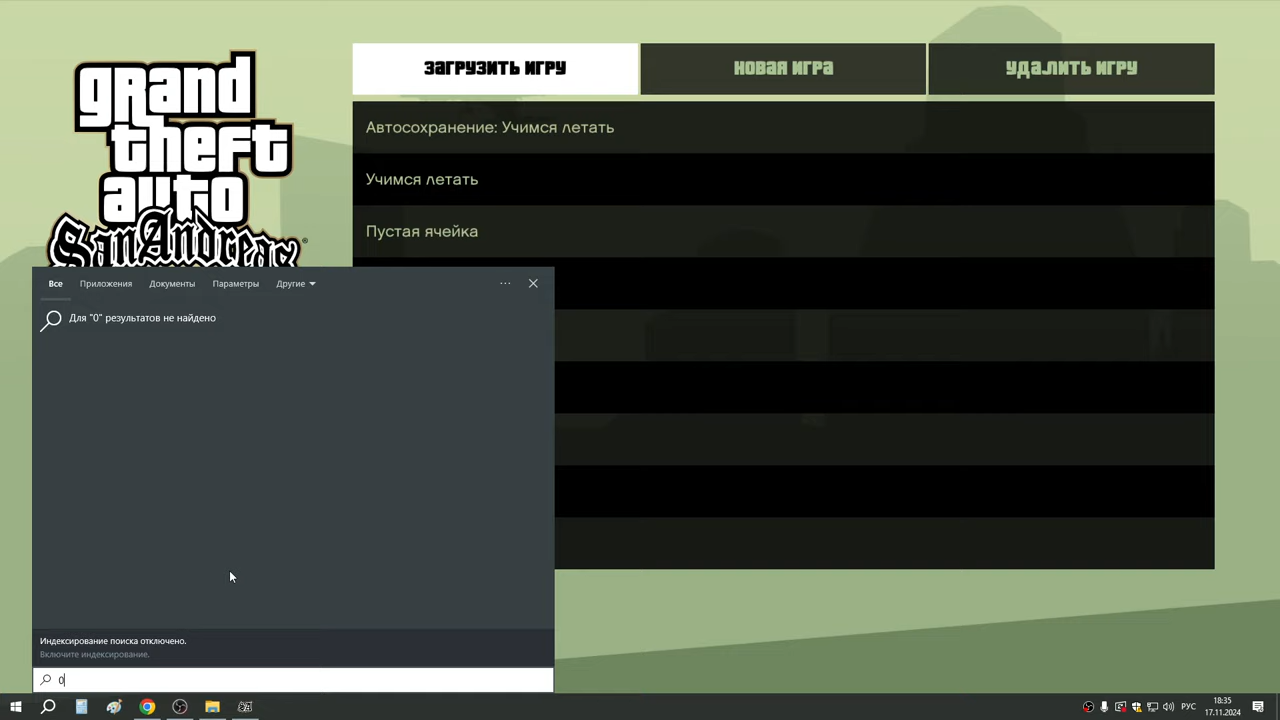 grand
theft
auto
San Andreas
ЗАГРУЗИТЬ ИГРУ
НОВАЯ ИГРА
УДАЛИТЬ ИГРУ
Автосохранение: Учимся летать
Учимся летать
Пустая ячейка
Все
Приложения
Документы
Параметры
Другие
Для "0" результатов не найдено
Индексирование поиска отключено.
Включите индексирование.
0
РУС
18:35
17.11.2024